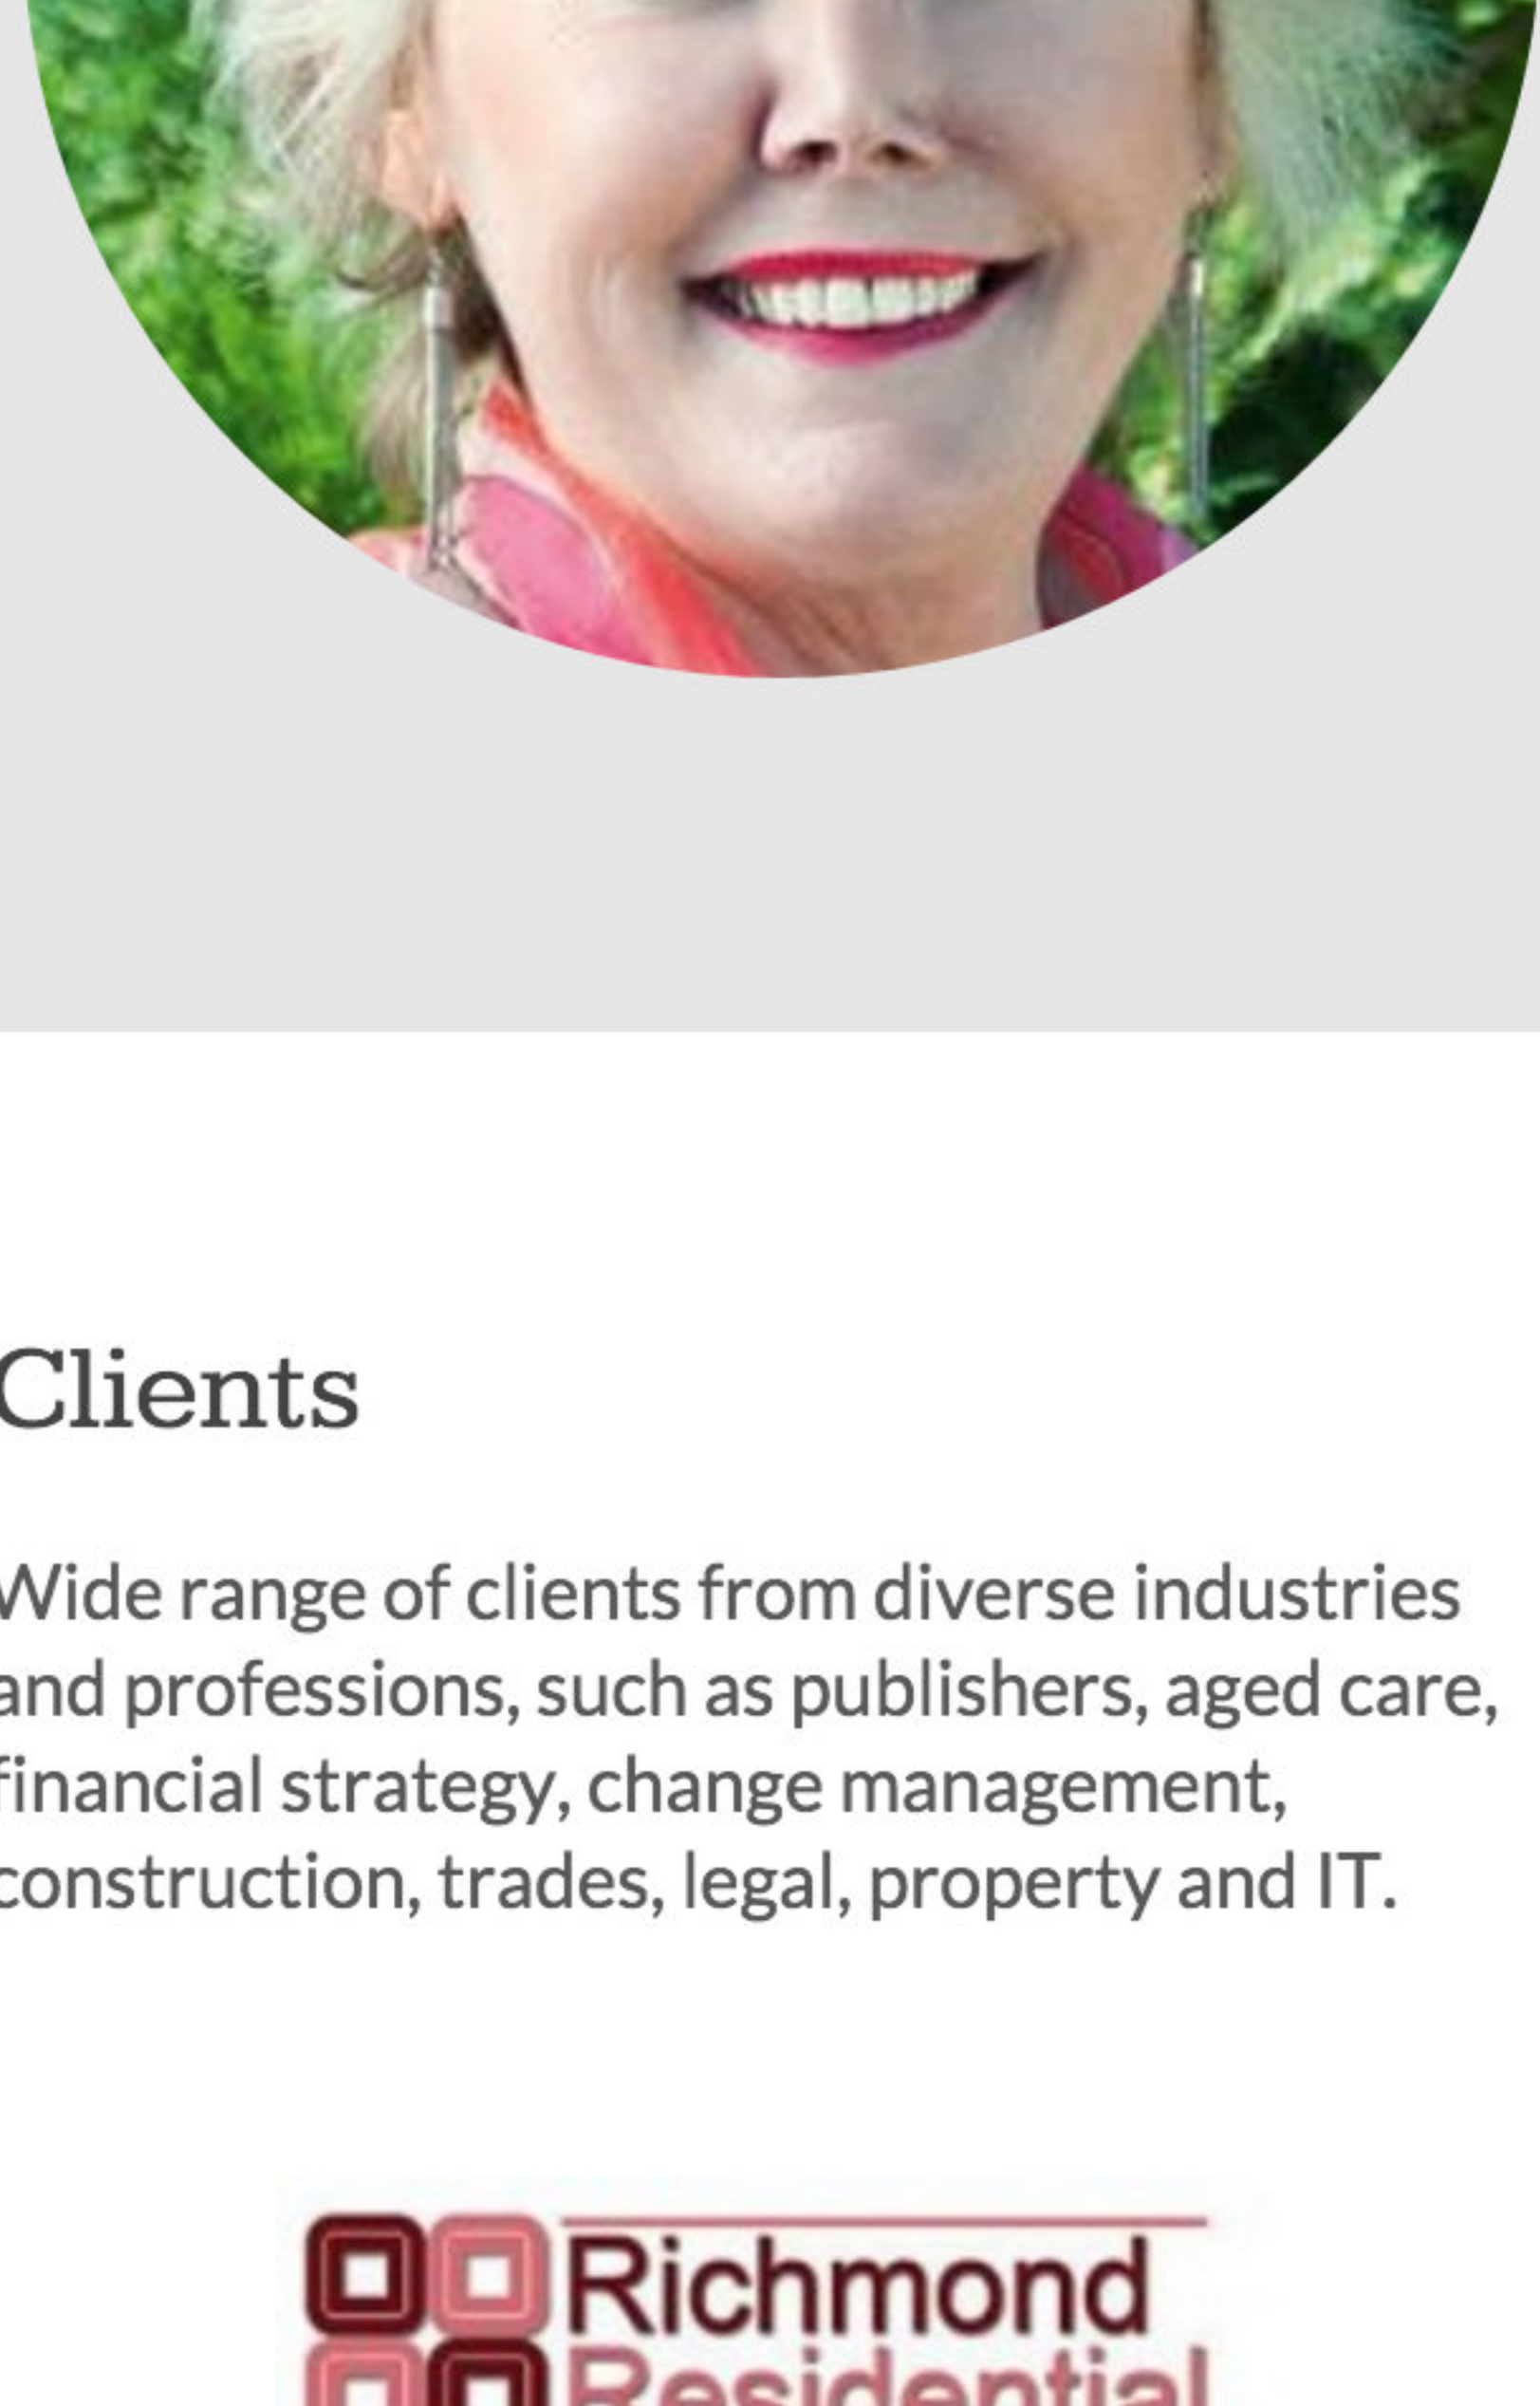 Clients
Wide range of clients from diverse industries
and professions, such as publishers, aged care,
financial strategy, change management,
construction, trades, legal, property and IT.
Richmond
Residential